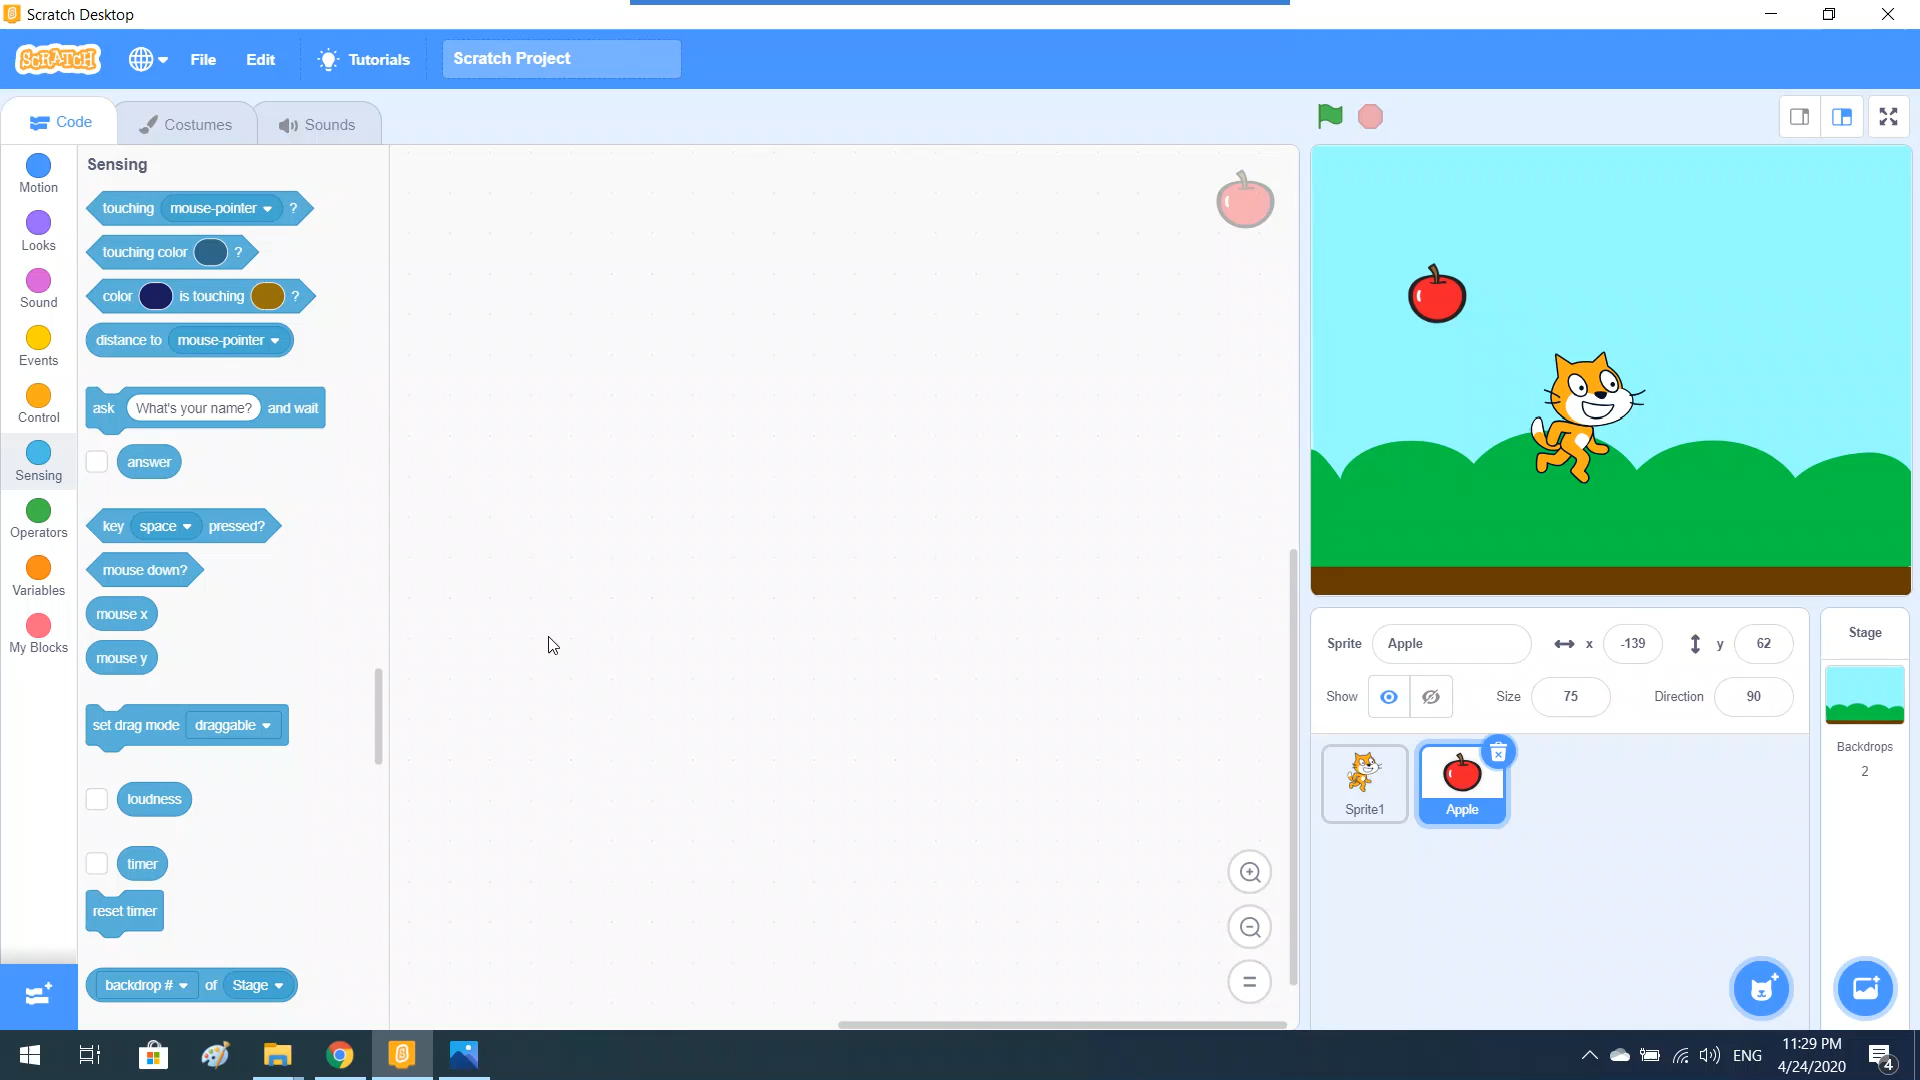 Scratch Desktop
SCRATCH
File
Edit
Tutorials
Scratch Project
Code
Costumes
Sounds
Motion
Looks
Sound
Events
Control
Sensing
Operators
Variables
My Blocks
Sensing
touching mouse-pointer ?
touching color ?
color is touching ?
distance to mouse-pointer
ask What's your name? and wait
answer
key space pressed?
mouse down?
mouse x
mouse y
set drag mode draggable
loudness
timer
reset timer
backdrop # of Stage
Sprite Apple x -139 y 62
Show Size 75 Direction 90
Sprite1
Apple
Stage
Backdrops
2
ENG
11:29 PM
4/24/2020
4